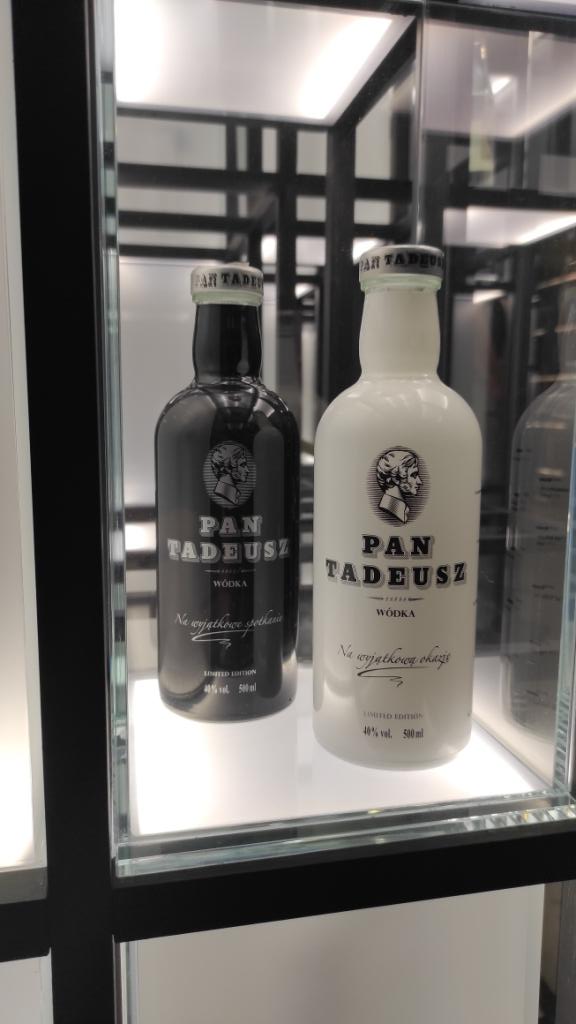 PAN TADEUSZ
PAN
TADEUSZ
WÓDKA
Na wyjątkowe spotkanie
LIMITED EDITION
40% vol. 500 ml
PAN TADEUSZ
PAN
TADEUSZ
WÓDKA
Na wyjątkową okazję
LIMITED EDITION
40% vol. 500 ml